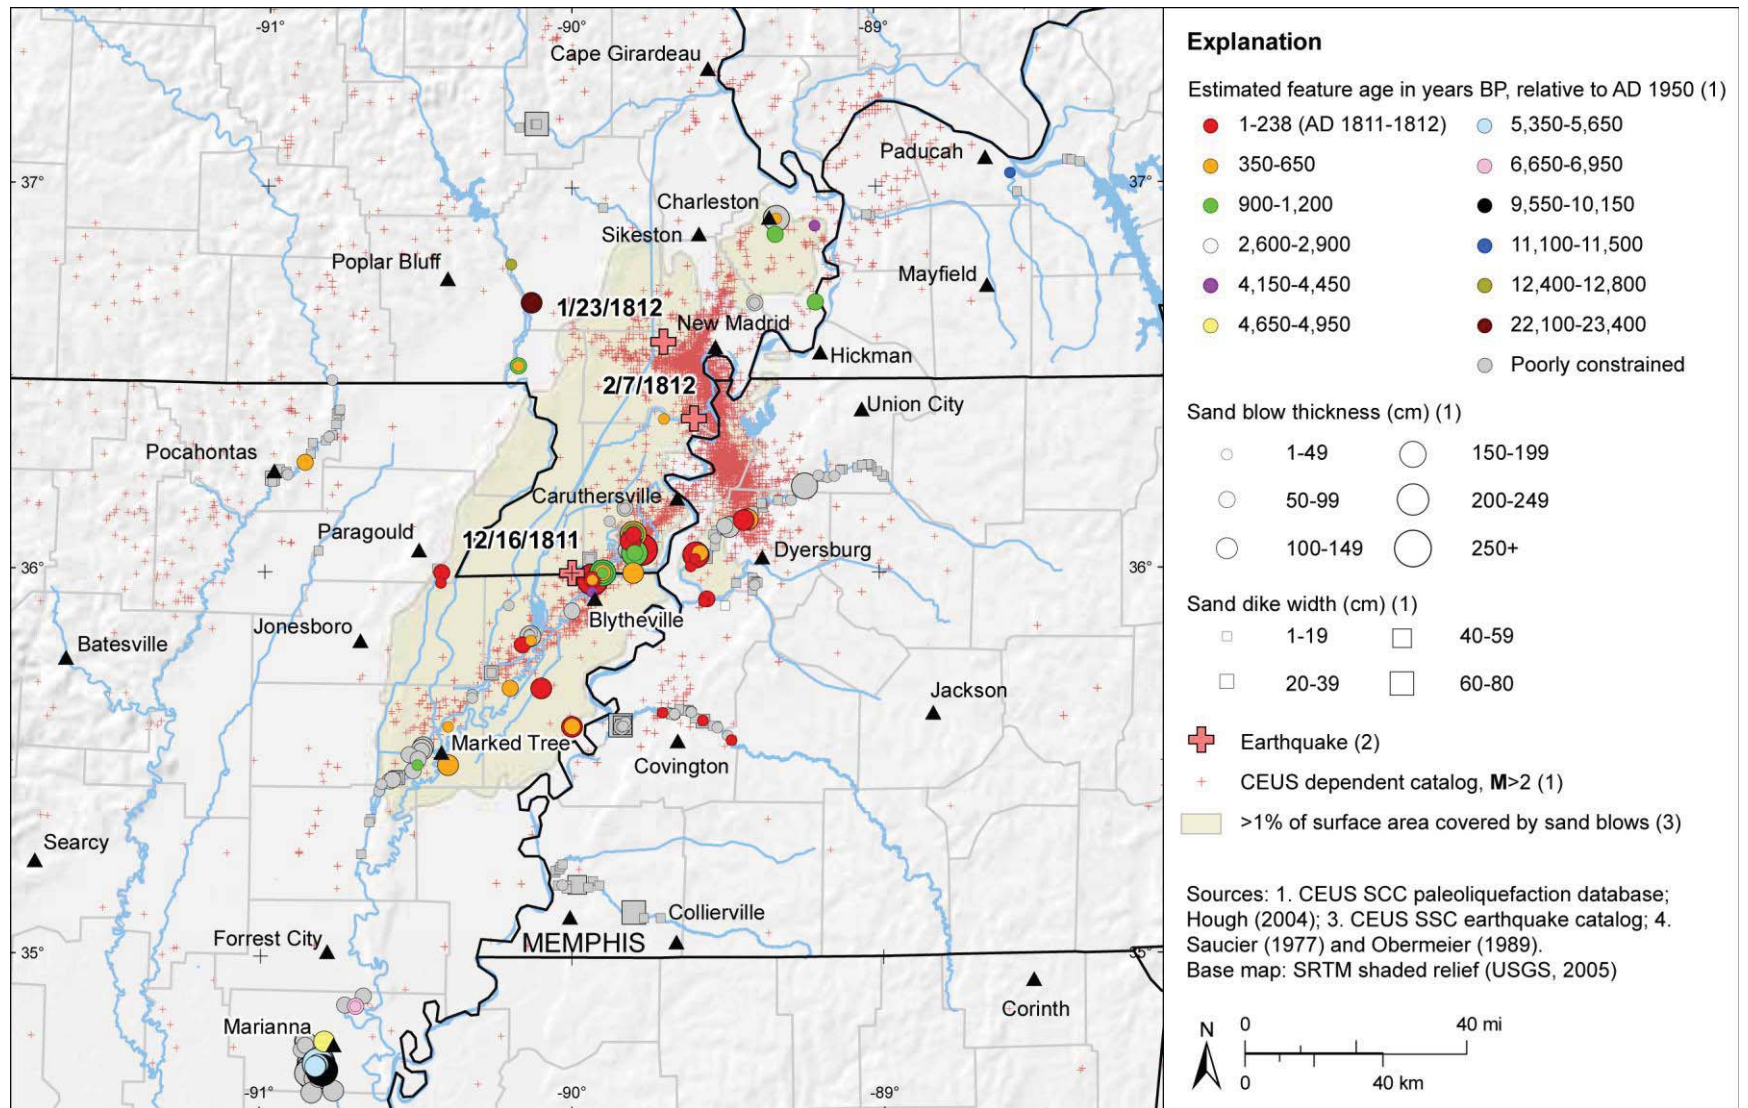 -91°
-90°
-89°
Cape Girardeau
Paducah
37°
37°
Charleston
Sikeston
Poplar Bluff
Mayfield
1/23/1812
New Madrid
Hickman
2/7/1812
Union City
Pocahontas
Caruthersville
Paragould
12/16/1811
Dyersburg
36°
36°
Blytheville
Jonesboro
Batesville
Jackson
Marked Tree
Covington
Searcy
Collierville
Forrest City
MEMPHIS
35°
35°
Corinth
Marianna
-91°
-90°
-89°
Explanation
Estimated feature age in years BP, relative to AD 1950 (1)
1-238 (AD 1811-1812)
350-650
900-1,200
2,600-2,900
4,150-4,450
4,650-4,950
5,350-5,650
6,650-6,950
9,550-10,150
11,100-11,500
12,400-12,800
22,100-23,400
Poorly constrained
Sand blow thickness (cm) (1)
1-49
50-99
100-149
150-199
200-249
250+
Sand dike width (cm) (1)
1-19
20-39
40-59
60-80
Earthquake (2)
CEUS dependent catalog, M>2 (1)
>1% of surface area covered by sand blows (3)
Sources: 1. CEUS SCC paleoliquefaction database;
Hough (2004); 3. CEUS SSC earthquake catalog; 4.
Saucier (1977) and Obermeier (1989).
Base map: SRTM shaded relief (USGS, 2005)
N
0 40 mi
0 40 km